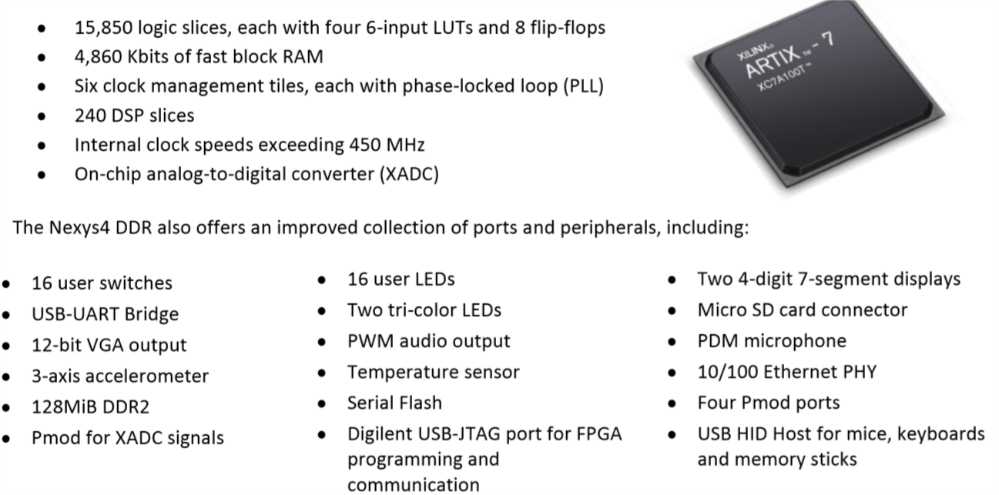 • 15,850 logic slices, each with four 6-input LUTs and 8 flip-flops
• 4,860 Kbits of fast block RAM
• Six clock management tiles, each with phase-locked loop (PLL)
• 240 DSP slices
• Internal clock speeds exceeding 450 MHz
• On-chip analog-to-digital converter (XADC)
XILINX®
ARTIX™-7
XC7A100T™
The Nexys4 DDR also offers an improved collection of ports and peripherals, including:
• 16 user switches
• USB-UART Bridge
• 12-bit VGA output
• 3-axis accelerometer
• 128MiB DDR2
• Pmod for XADC signals
• 16 user LEDs
• Two tri-color LEDs
• PWM audio output
• Temperature sensor
• Serial Flash
• Digilent USB-JTAG port for FPGA
programming and
communication
• Two 4-digit 7-segment displays
• Micro SD card connector
• PDM microphone
• 10/100 Ethernet PHY
• Four Pmod ports
• USB HID Host for mice, keyboards
and memory sticks